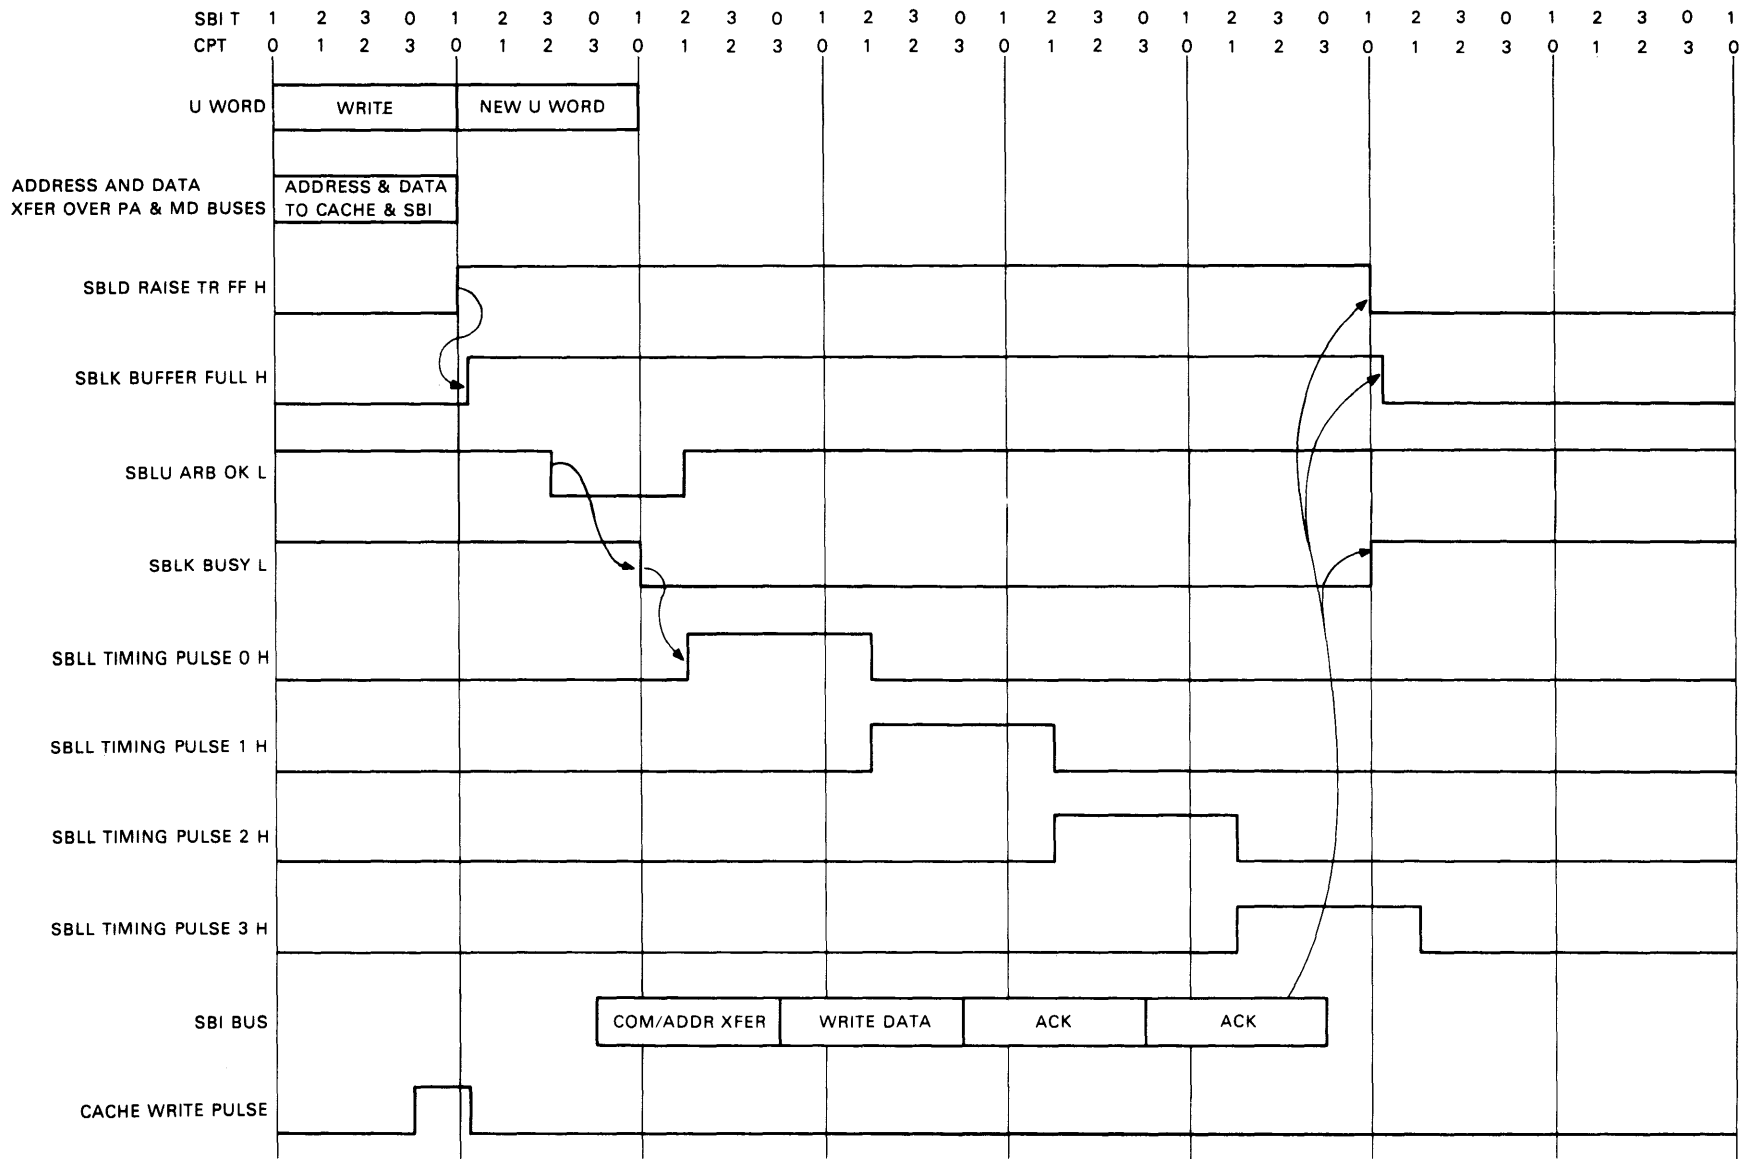 SBI T 1 2 3 0 1 2 3 0 1 2 3 0 1 2 3 0 1 2 3 0 1 2 3 0 1 2 3 0 1 2 3 0 1
CPT 0 1 2 3 0 1 2 3 0 1 2 3 0 1 2 3 0 1 2 3 0 1 2 3 0 1 2 3 0 1 2 3 0
U WORD WRITE NEW U WORD
ADDRESS AND DATA ADDRESS & DATA
XFER OVER PA & MD BUSES TO CACHE & SBI
SBLD RAISE TR FF H
SBLK BUFFER FULL H
SBLU ARB OK L
SBLK BUSY L
SBLL TIMING PULSE 0 H
SBLL TIMING PULSE 1 H
SBLL TIMING PULSE 2 H
SBLL TIMING PULSE 3 H
SBI BUS COM/ADDR XFER WRITE DATA ACK ACK
CACHE WRITE PULSE